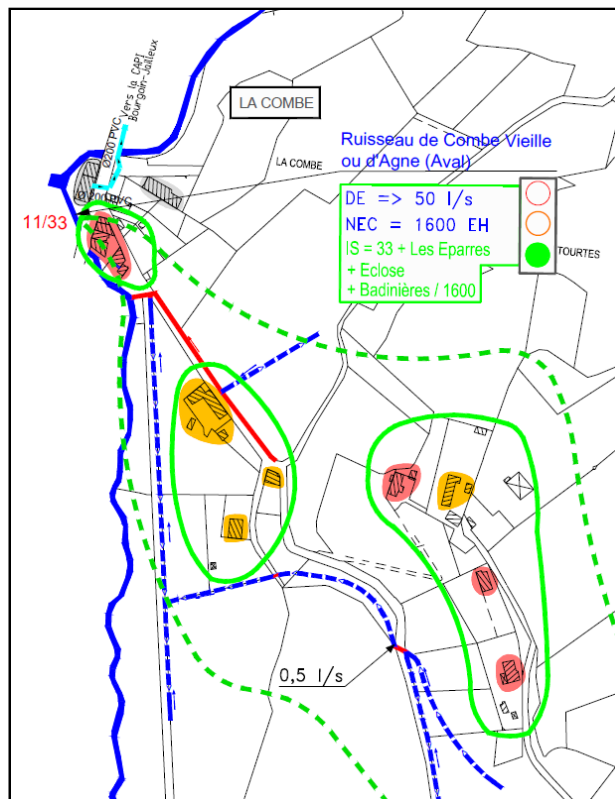 Ø200 PVC
Vers la CAPI
Bourgoin-Jailleux
LA COMBE
Ruisseau de Combe Vieille
ou d'Agne (Aval)
LA COMBE
11/33
DE => 50 l/s
NEC = 1600 EH
IS = 33 + Les Eparres
+ Eclose
+ Badinières / 1600
TOURTES
0,5 l/s